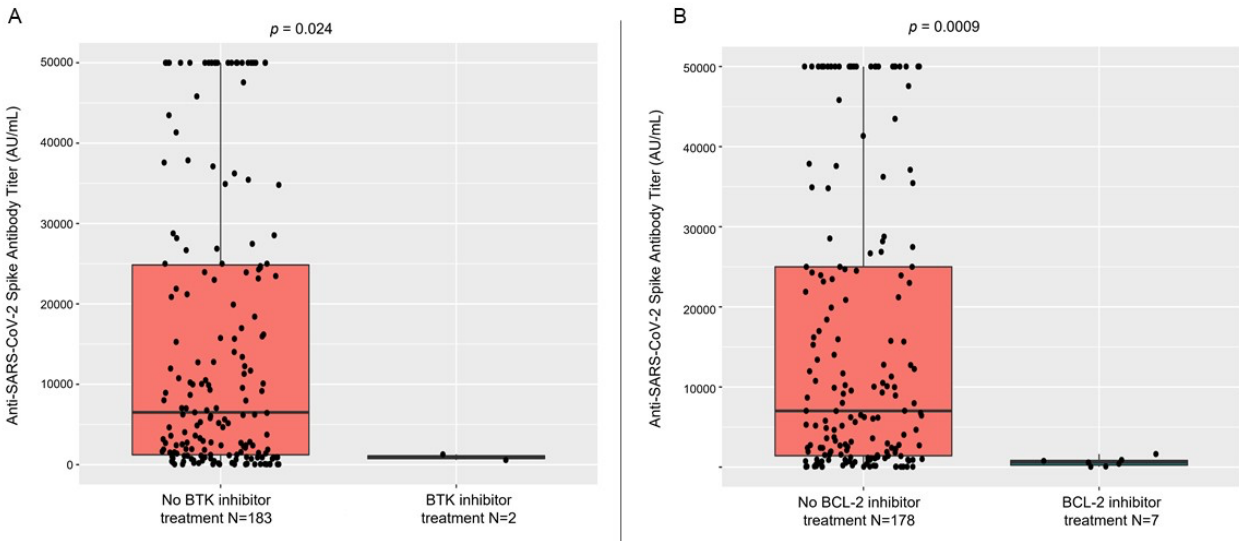 A
p = 0.024
Anti-SARS-CoV-2 Spike Antibody Titer (AU/mL)
50000
40000
30000
20000
10000
0
No BTK inhibitor
treatment N=183
BTK inhibitor
treatment N=2
B
p = 0.0009
Anti-SARS-CoV-2 Spike Antibody Titer (AU/mL)
50000
40000
30000
20000
10000
No BCL-2 inhibitor
treatment N=178
BCL-2 inhibitor
treatment N=7